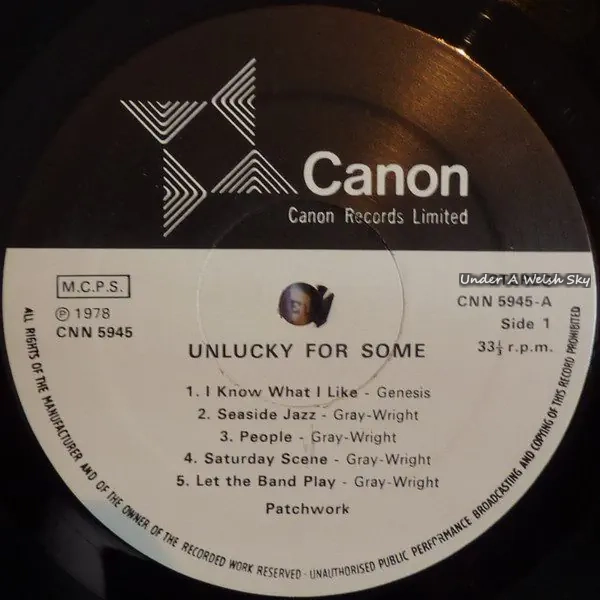 Canon
Canon Records Limited
Under A Welsh Sky
M.C.P.S.
CNN 5945-A
℗ 1978
Side 1
CNN 5945
33⅓ r.p.m.
UNLUCKY FOR SOME
1. I Know What I Like - Genesis
2. Seaside Jazz - Gray-Wright
3. People - Gray-Wright
4. Saturday Scene - Gray-Wright
5. Let the Band Play - Gray-Wright
Patchwork
ALL RIGHTS OF THE MANUFACTURER AND OF THE OWNER OF THE RECORDED WORK RESERVED · UNAUTHORISED PUBLIC PERFORMANCE BROADCASTING AND COPYING OF THIS RECORD PROHIBITED